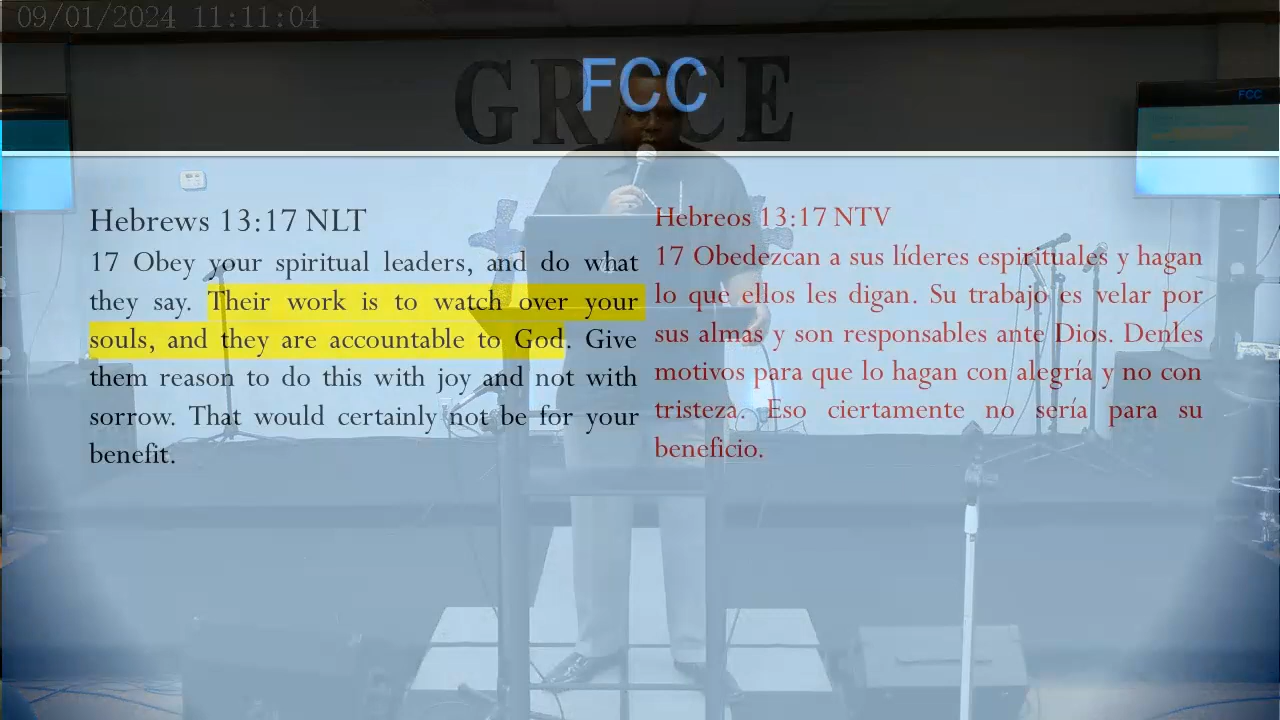 09/01/2024 11:11:04
GRACE
FCC
FCC
Hebrews 13:17 NLT
17 Obey your spiritual leaders, and do what
they say. Their work is to watch over your
souls, and they are accountable to God. Give
them reason to do this with joy and not with
sorrow. That would certainly not be for your
benefit.
Hebreos 13:17 NTV
17 Obedezcan a sus líderes espirituales y hagan
lo que ellos les digan. Su trabajo es velar por
sus almas y son responsables ante Dios. Denles
motivos para que lo hagan con alegría y no con
tristeza. Eso ciertamente no sería para su
beneficio.